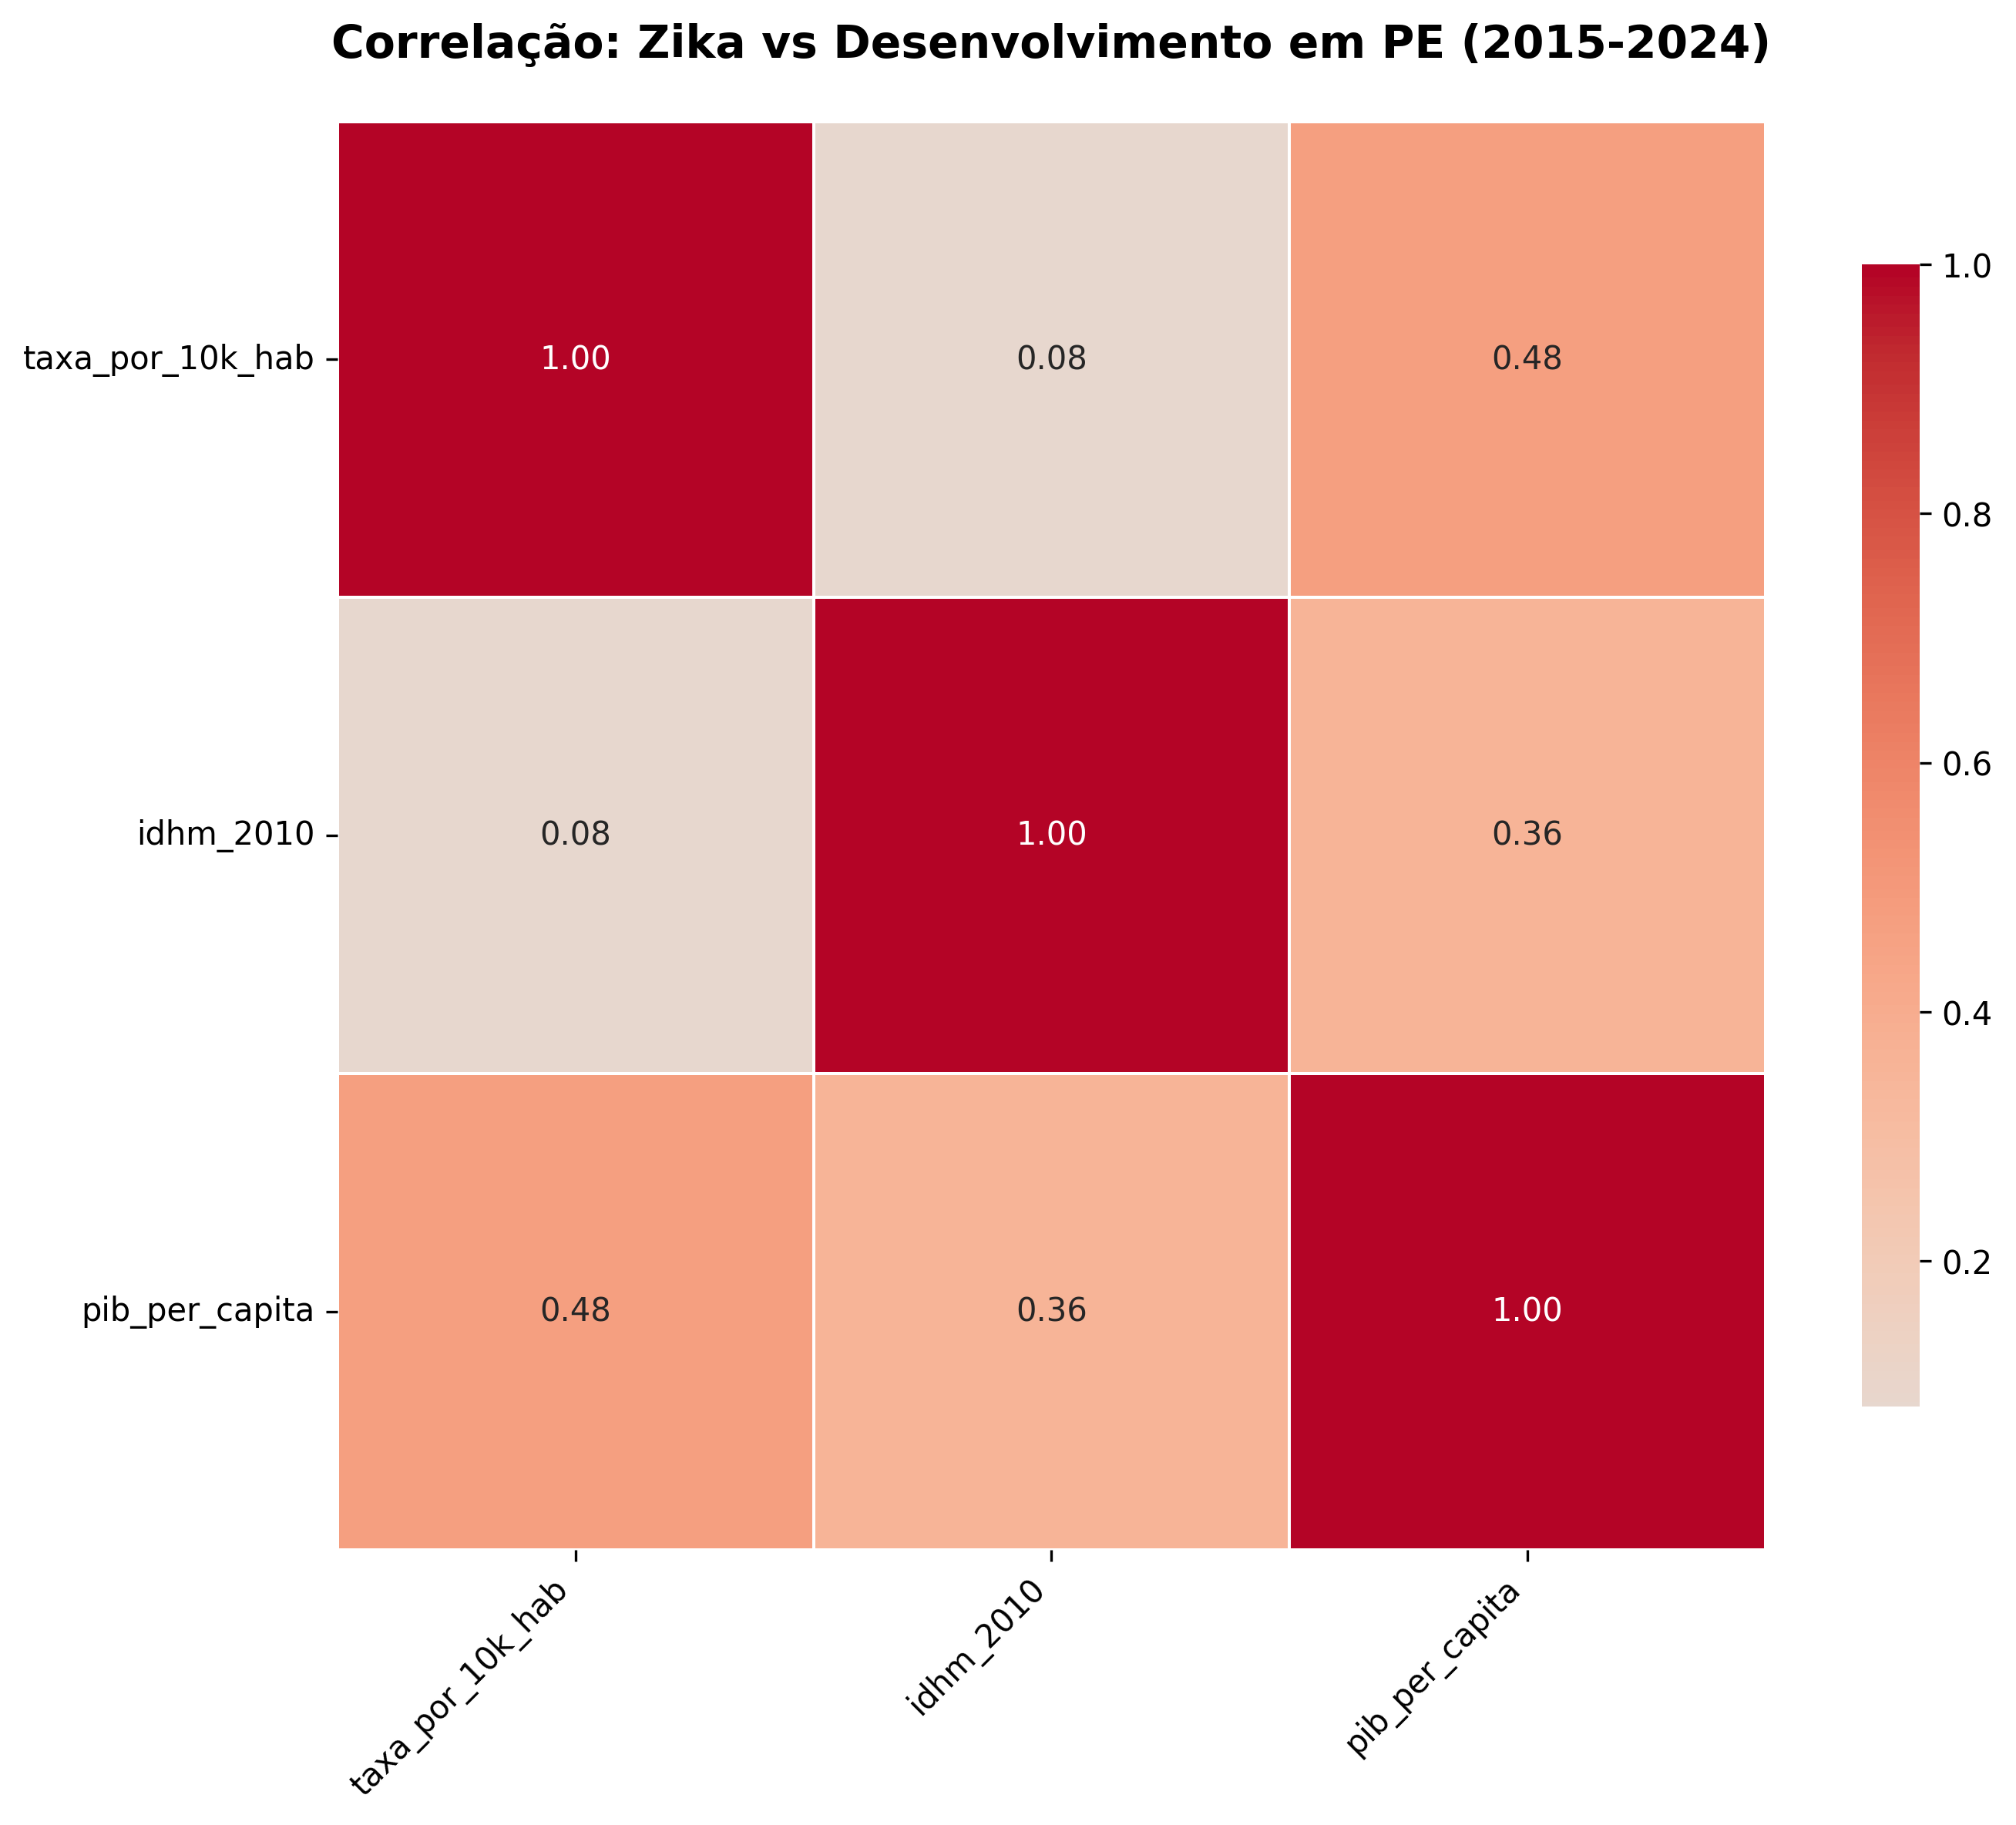 Correlação: Zika vs Desenvolvimento em PE (2015-2024)
taxa_por_10k_hab
1.00
0.08
0.48
idhm_2010
0.08
1.00
0.36
pib_per_capita
0.48
0.36
1.00
taxa_por_10k_hab
idhm_2010
pib_per_capita
1.0
0.8
0.6
0.4
0.2